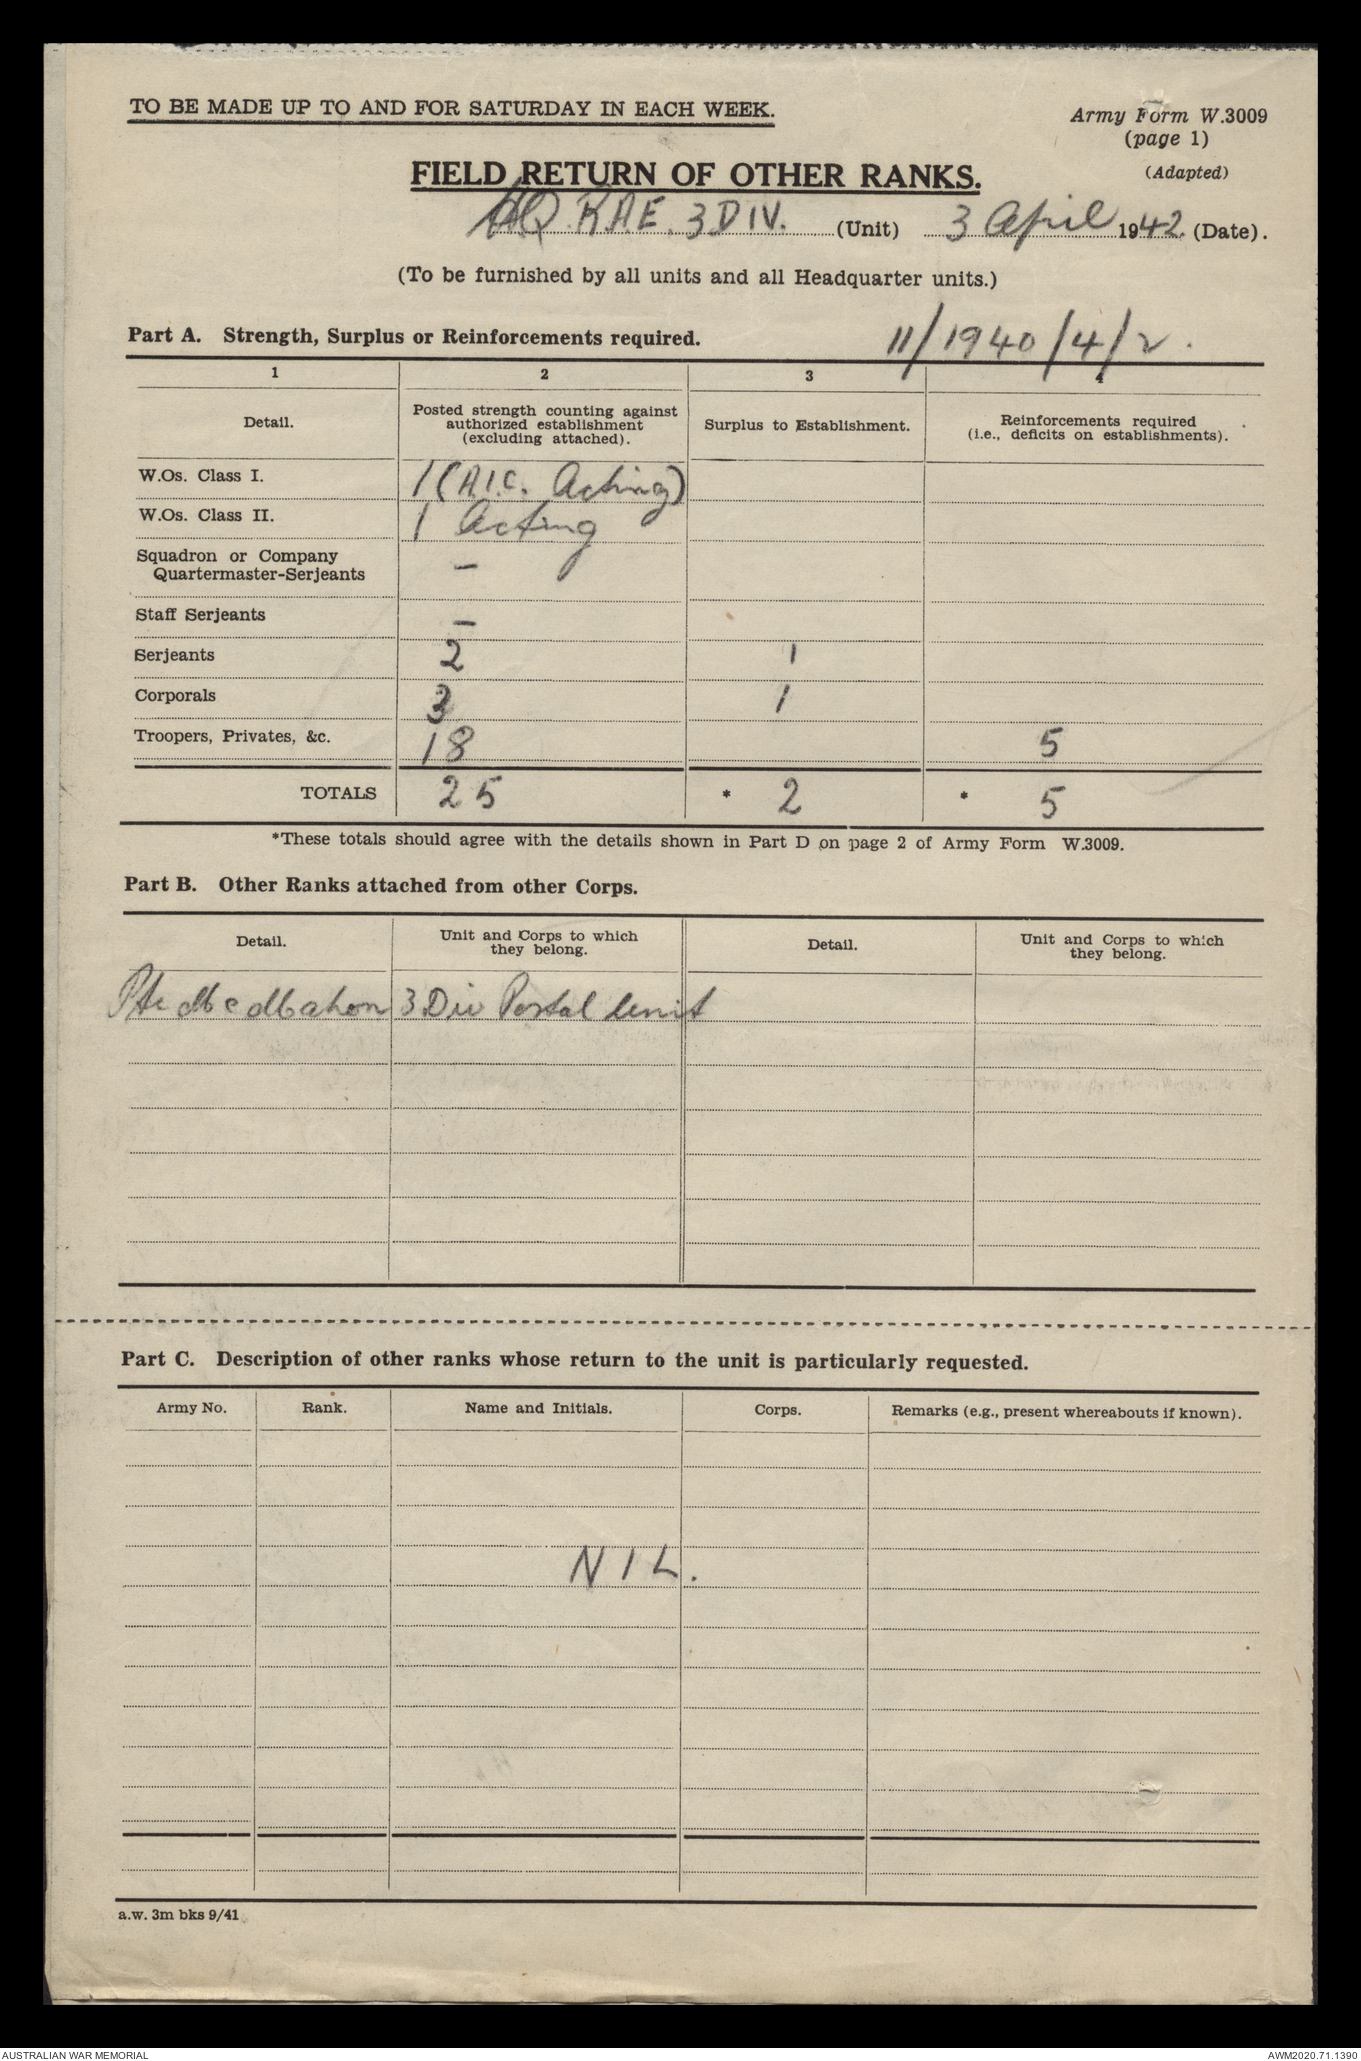 TO BE MADE UP TO AND FOR SATURDAY IN EACH WEEK.
Army Form W.3009
(page 1)
(Adapted)
FIELD RETURN OF OTHER RANKS.
HQ. R.A.E. 3 DIV. (Unit) 3 April 1942. (Date).
(To be furnished by all units and all Headquarter units.)
Part A. Strength, Surplus or Reinforcements required.
11/1940/4/2.
1 2 3 4
Detail. Posted strength counting against authorized establishment (excluding attached). Surplus to Establishment. Reinforcements required (i.e., deficits on establishments).
W.Os. Class I. 1 (A.I.C. Acting)
W.Os. Class II. 1 Acting
Squadron or Company
Quartermaster-Serjeants –
Staff Serjeants –
Serjeants 2 1
Corporals 3 1
Troopers, Privates, &c. 18 5
TOTALS 25 * 2 * 5
*These totals should agree with the details shown in Part D on page 2 of Army Form W.3009.
Part B. Other Ranks attached from other Corps.
Detail. Unit and Corps to which they belong. Detail. Unit and Corps to which they belong.
Pte McMahon 3 Div Postal Unit
Part C. Description of other ranks whose return to the unit is particularly requested.
Army No. Rank. Name and Initials. Corps. Remarks (e.g., present whereabouts if known).
NIL.
a.w. 3m bks 9/41
AUSTRALIAN WAR MEMORIAL
AWM2020.71.1390